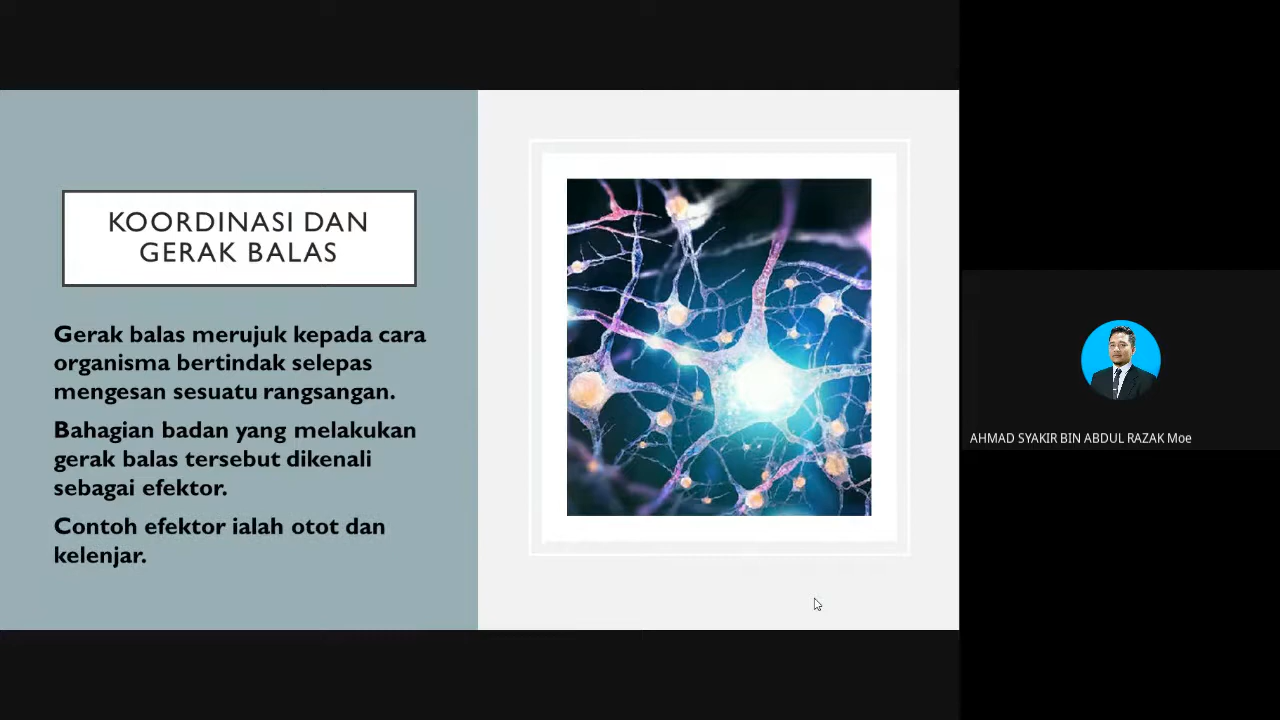 KOORDINASI DAN
GERAK BALAS
Gerak balas merujuk kepada cara
organisma bertindak selepas
mengesan sesuatu rangsangan.
Bahagian badan yang melakukan
gerak balas tersebut dikenali
sebagai efektor.
Contoh efektor ialah otot dan
kelenjar.
AHMAD SYAKIR BIN ABDUL RAZAK Moe